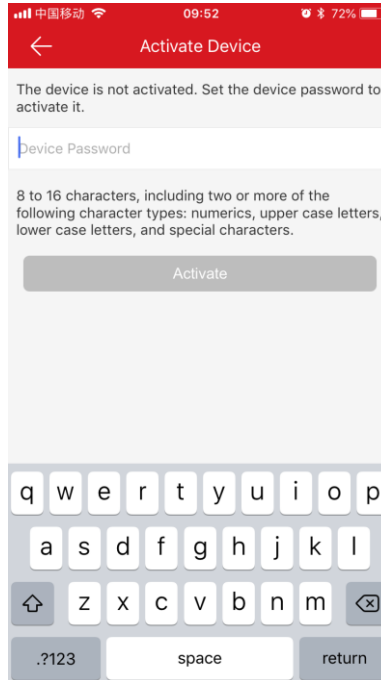 中国移动 09:52 72%
Activate Device
The device is not activated. Set the device password to
activate it.
Device Password
8 to 16 characters, including two or more of the
following character types: numerics, upper case letters,
lower case letters, and special characters.
Activate
q w e r t y u i o p
a s d f g h j k l
z x c v b n m
.?123 space return